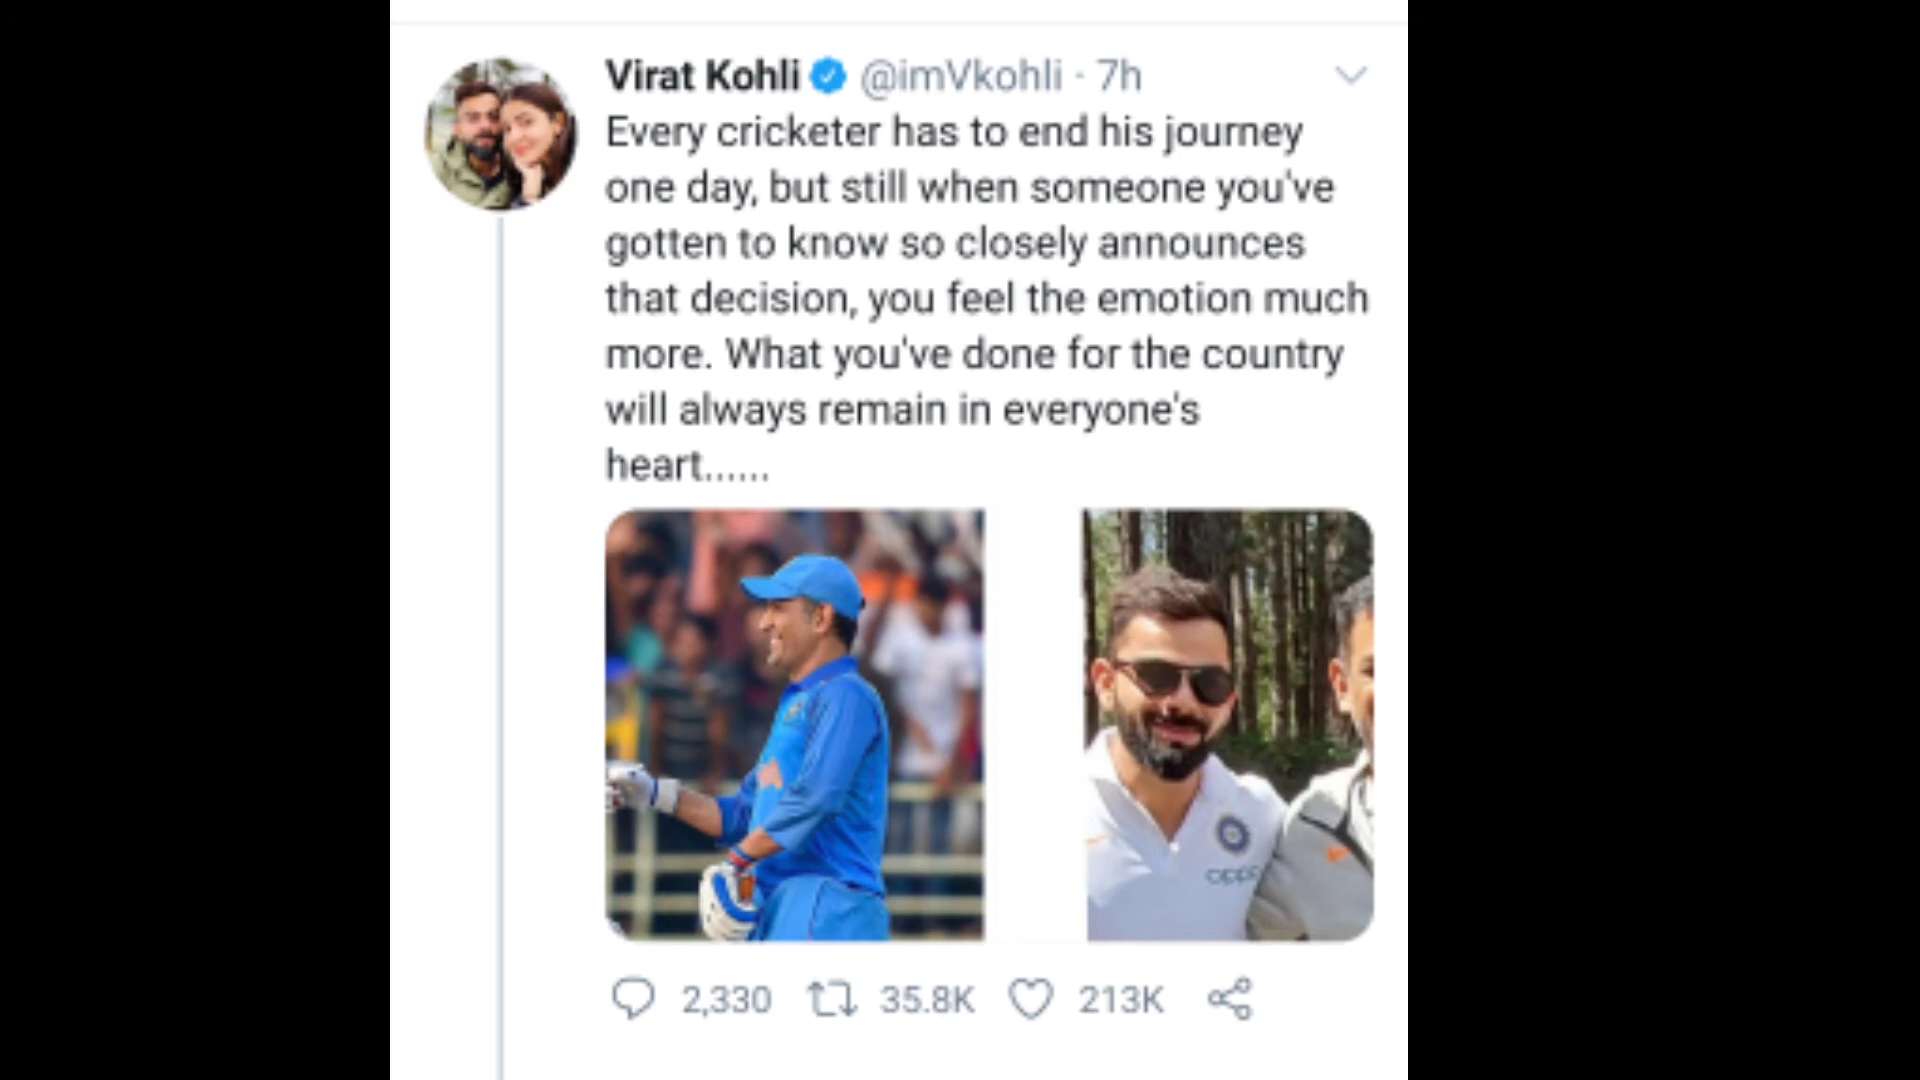 Virat Kohli @imVkohli · 7h
Every cricketer has to end his journey
one day, but still when someone you've
gotten to know so closely announces
that decision, you feel the emotion much
more. What you've done for the country
will always remain in everyone's
heart......
oppo
2,330 35.8K 213K